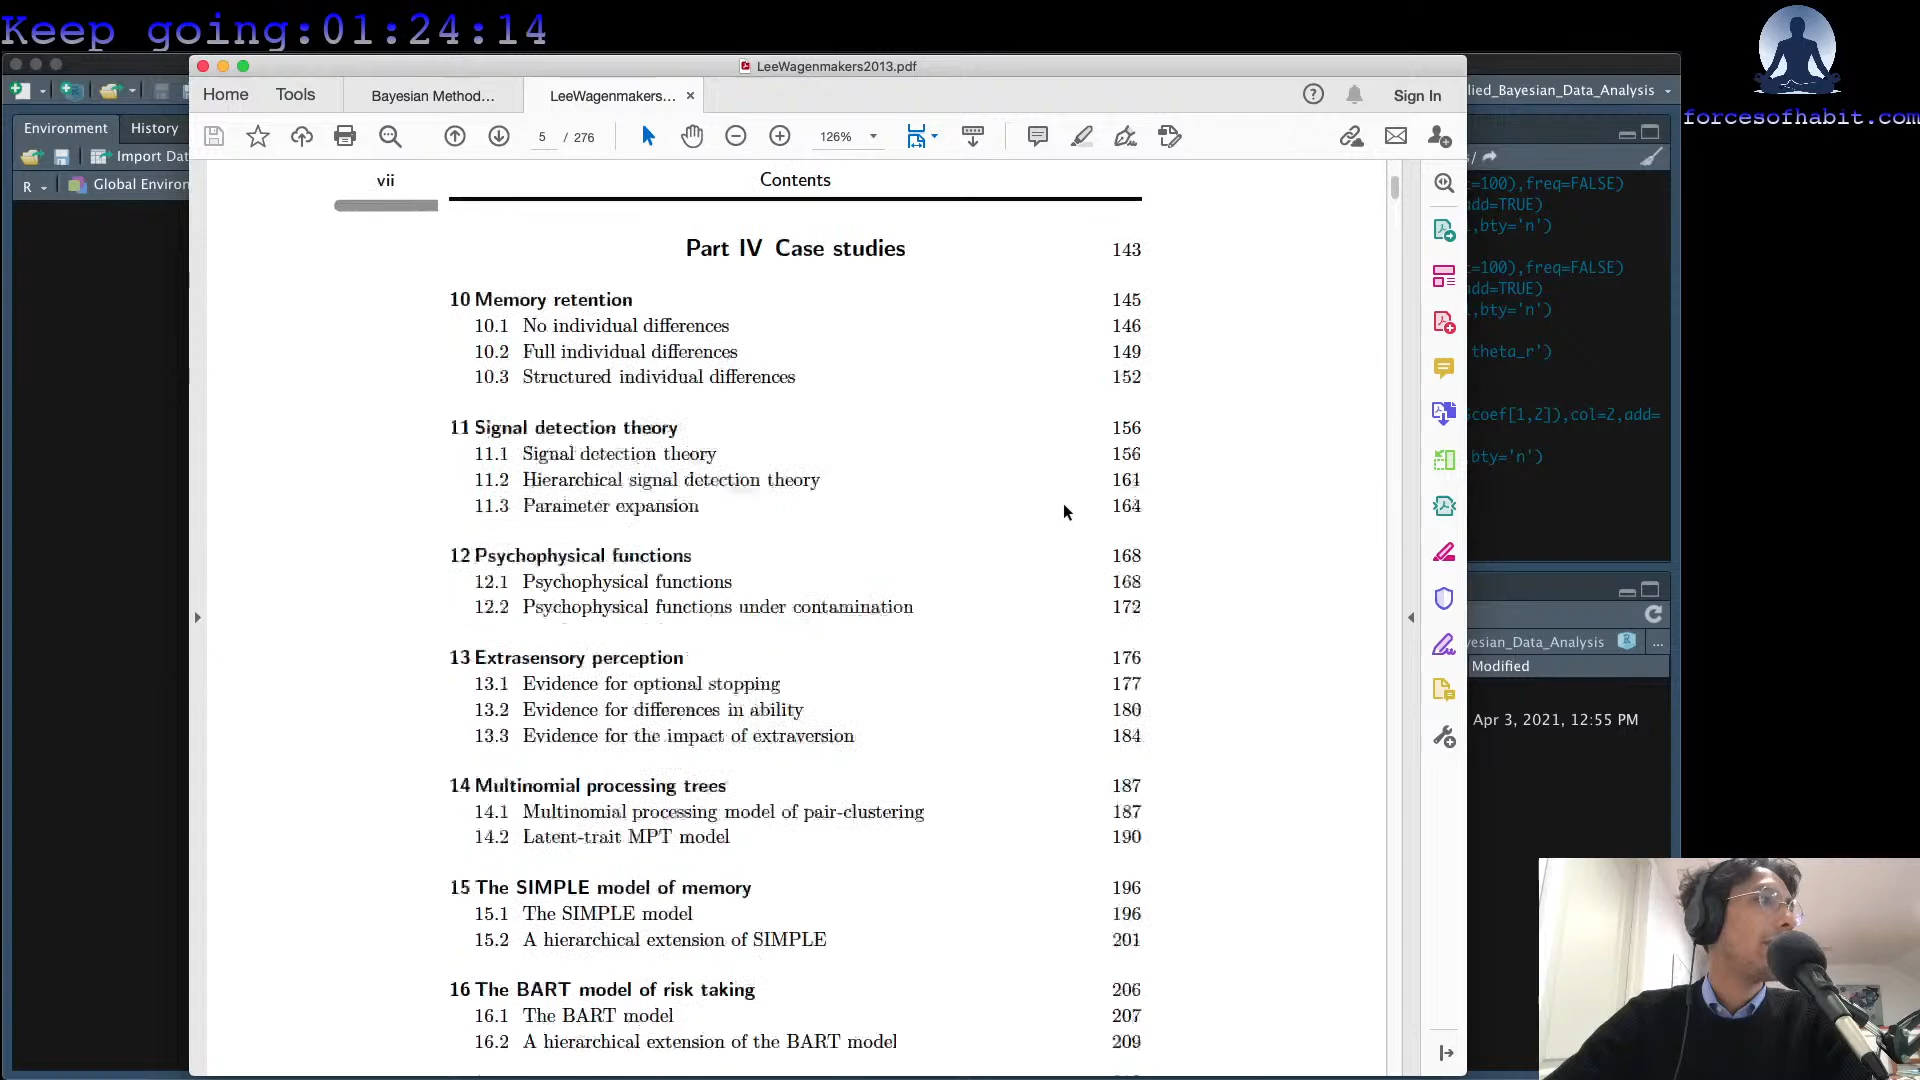 Keep going:01:24:14
forcesofhabit.com
LeeWagenmakers2013.pdf
Home Tools Bayesian Method... LeeWagenmakers... × Sign In
5 / 276 126%
Environment History
Import Dat
R Global Environ
lied_Bayesian_Data_Analysis
t=100),freq=FALSE)
add=TRUE)
,bty='n')
t=100),freq=FALSE)
add=TRUE)
,bty='n')
theta_r')
$coef[1,2]),col=2,add=
,bty='n')
yesian_Data_Analysis ...
Modified
Apr 3, 2021, 12:55 PM
vii Contents
Part IV Case studies 143
10 Memory retention 145
10.1 No individual differences 146
10.2 Full individual differences 149
10.3 Structured individual differences 152
11 Signal detection theory 156
11.1 Signal detection theory 156
11.2 Hierarchical signal detection theory 161
11.3 Parameter expansion 164
12 Psychophysical functions 168
12.1 Psychophysical functions 168
12.2 Psychophysical functions under contamination 172
13 Extrasensory perception 176
13.1 Evidence for optional stopping 177
13.2 Evidence for differences in ability 180
13.3 Evidence for the impact of extraversion 184
14 Multinomial processing trees 187
14.1 Multinomial processing model of pair-clustering 187
14.2 Latent-trait MPT model 190
15 The SIMPLE model of memory 196
15.1 The SIMPLE model 196
15.2 A hierarchical extension of SIMPLE 201
16 The BART model of risk taking 206
16.1 The BART model 207
16.2 A hierarchical extension of the BART model 209